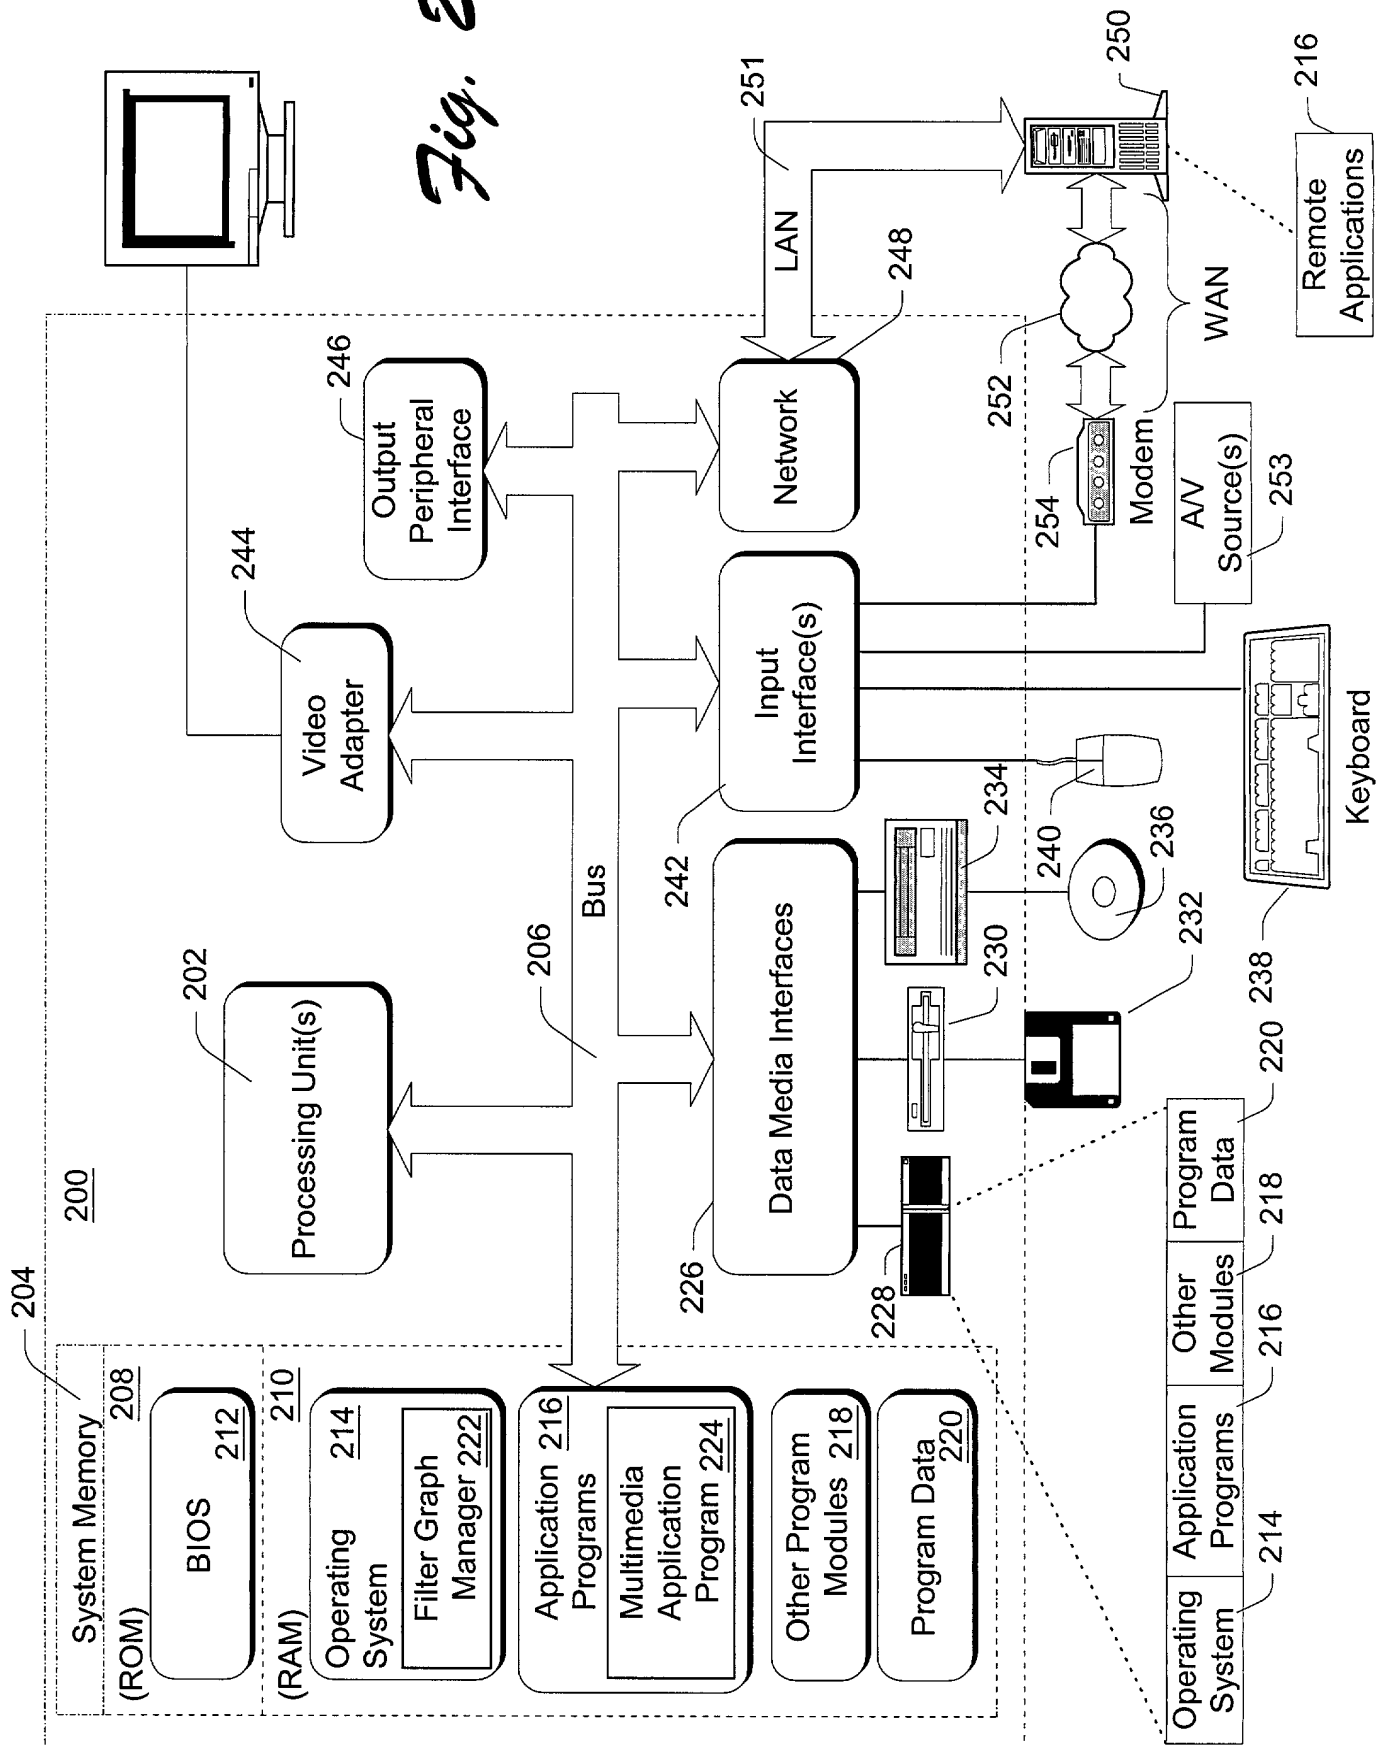 204
200
System Memory
(ROM)
208
BIOS
212
(RAM)
210
Operating
System
214
Filter Graph
Manager 222
Application 216
Programs
Multimedia
Application
Program 224
Other Program
Modules 218
Program Data
220
202
Processing Unit(s)
206
Bus
244
Video
Adapter
246
Output
Peripheral
Interface
Fig. 2
226
Data Media Interfaces
242
Input
Interface(s)
Network
248
LAN
251
228
230
234
232
236
240
238
Keyboard
254
Modem
252
WAN
250
A/V
Source(s)
253
Remote
Applications
216
Operating
System
214
Application
Programs
216
Other
Modules
218
Program
Data
220